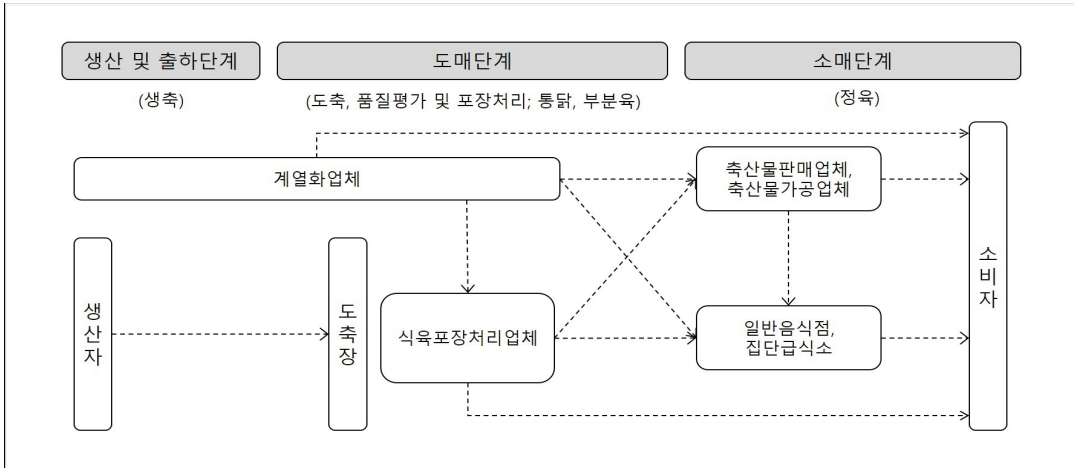 생산 및 출하단계
도매단계
소매단계
(생축)
(도축, 품질평가 및 포장처리; 통닭, 부분육)
(정육)
계열화업체
축산물판매업체,
축산물가공업체
생산자
도축장
식육포장처리업체
일반음식점,
집단급식소
소비자